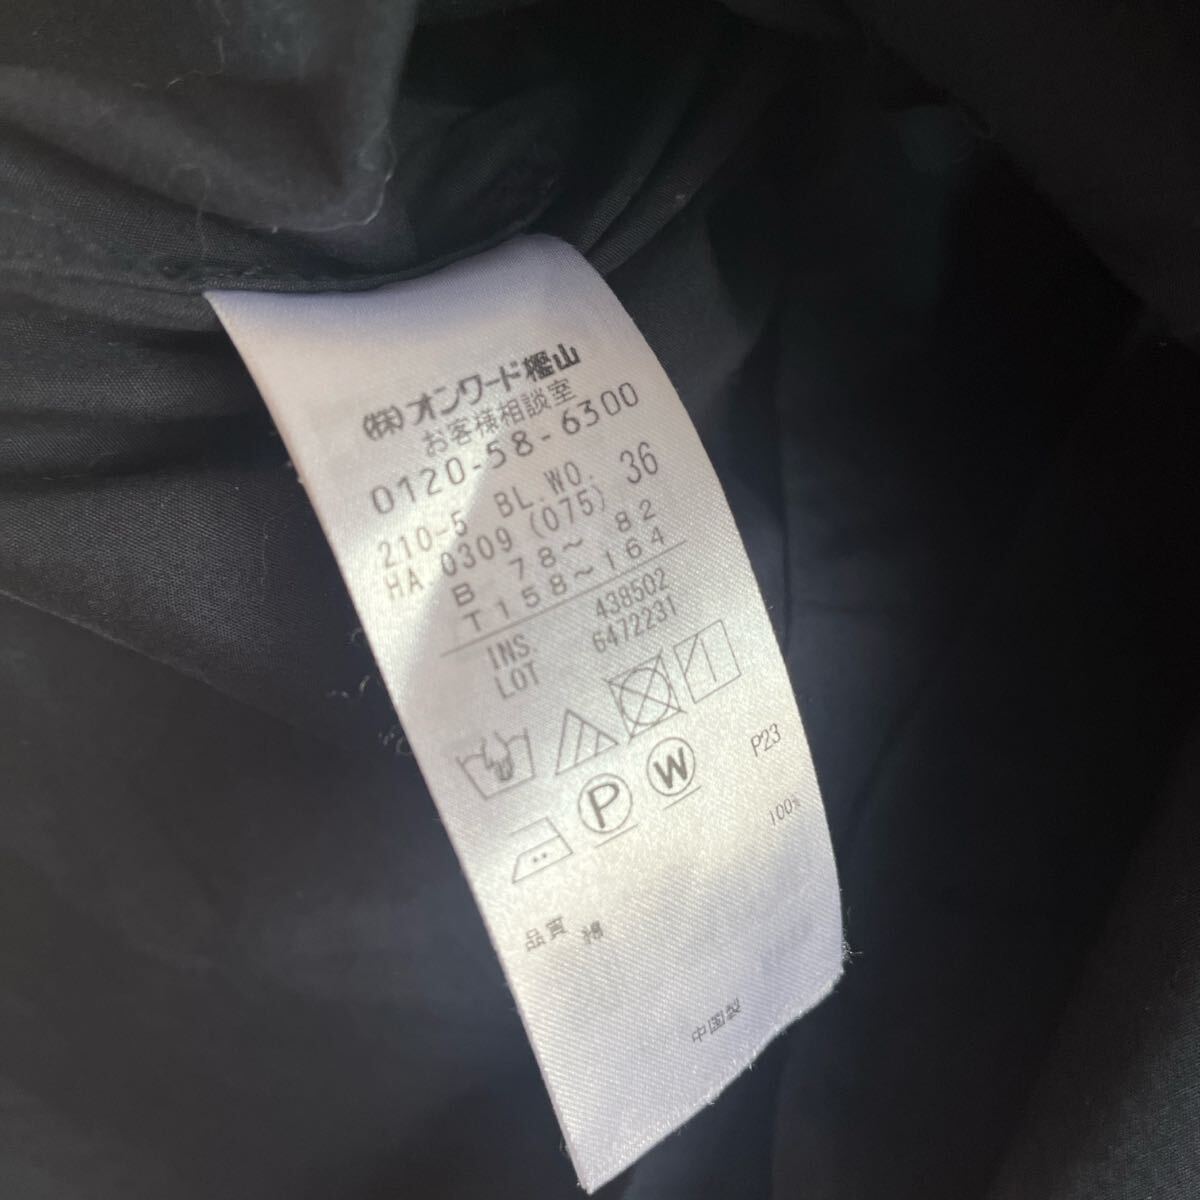 (株)オンワード樫山
お客様相談室
0120-58-6300
210-5 BL.WO. 36
HA 0309 (075)
B 78～82
T158～164
INS. 438502
LOT 6472231
P W
P23
品質 綿 100%
中国製